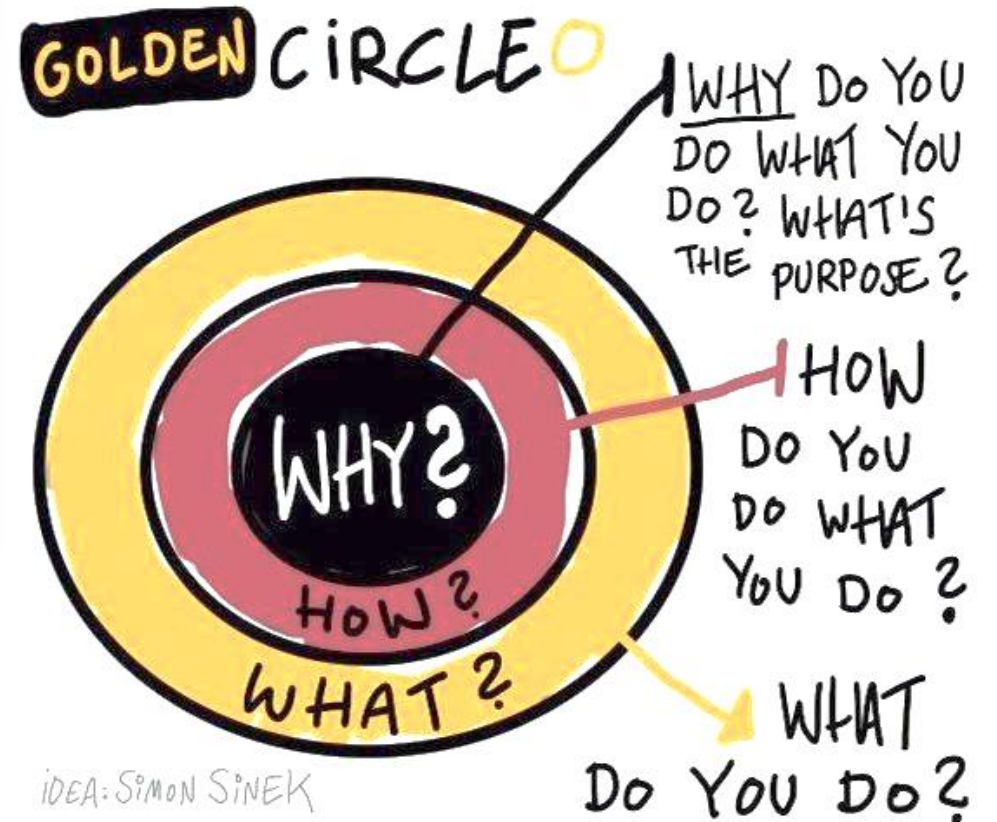 GOLDEN CiRCLE
WHY DO YOU
DO WHAT YOU
DO? WHAT'S
THE PURPOSE?
HOW
DO YOU
DO WHAT
YOU DO?
WHAT
DO YOU DO?
WHY?
HOW?
WHAT?
iDEA: SiMON SiNEK